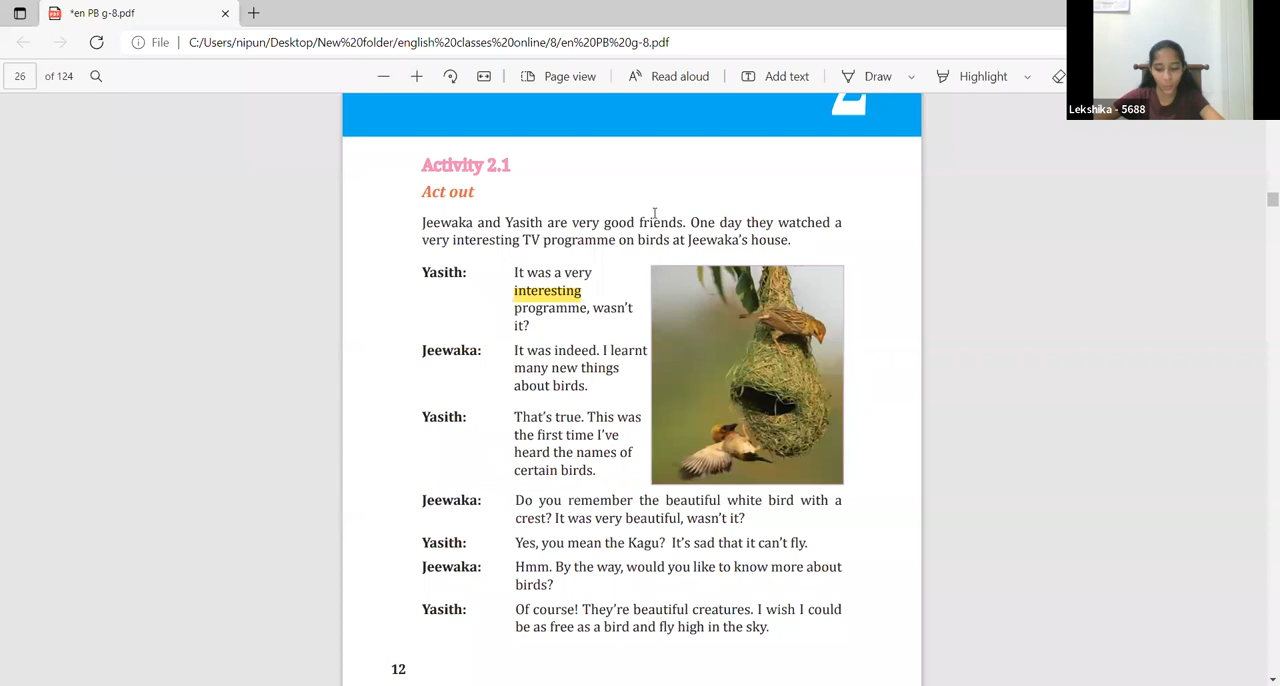 *en PB g-8.pdf
File C:/Users/nipun/Desktop/New%20folder/english%20classes%20online/8/en%20PB%20g-8.pdf
26 of 124 Page view Read aloud Add text Draw Highlight
Lekshika - 5688
2
Activity 2.1
Act out
Jeewaka and Yasith are very good friends. One day they watched a
very interesting TV programme on birds at Jeewaka's house.
Yasith: It was a very
interesting
programme, wasn't
it?
Jeewaka: It was indeed. I learnt
many new things
about birds.
Yasith: That's true. This was
the first time I've
heard the names of
certain birds.
Jeewaka: Do you remember the beautiful white bird with a
crest? It was very beautiful, wasn't it?
Yasith: Yes, you mean the Kagu? It's sad that it can't fly.
Jeewaka: Hmm. By the way, would you like to know more about
birds?
Yasith: Of course! They're beautiful creatures. I wish I could
be as free as a bird and fly high in the sky.
12